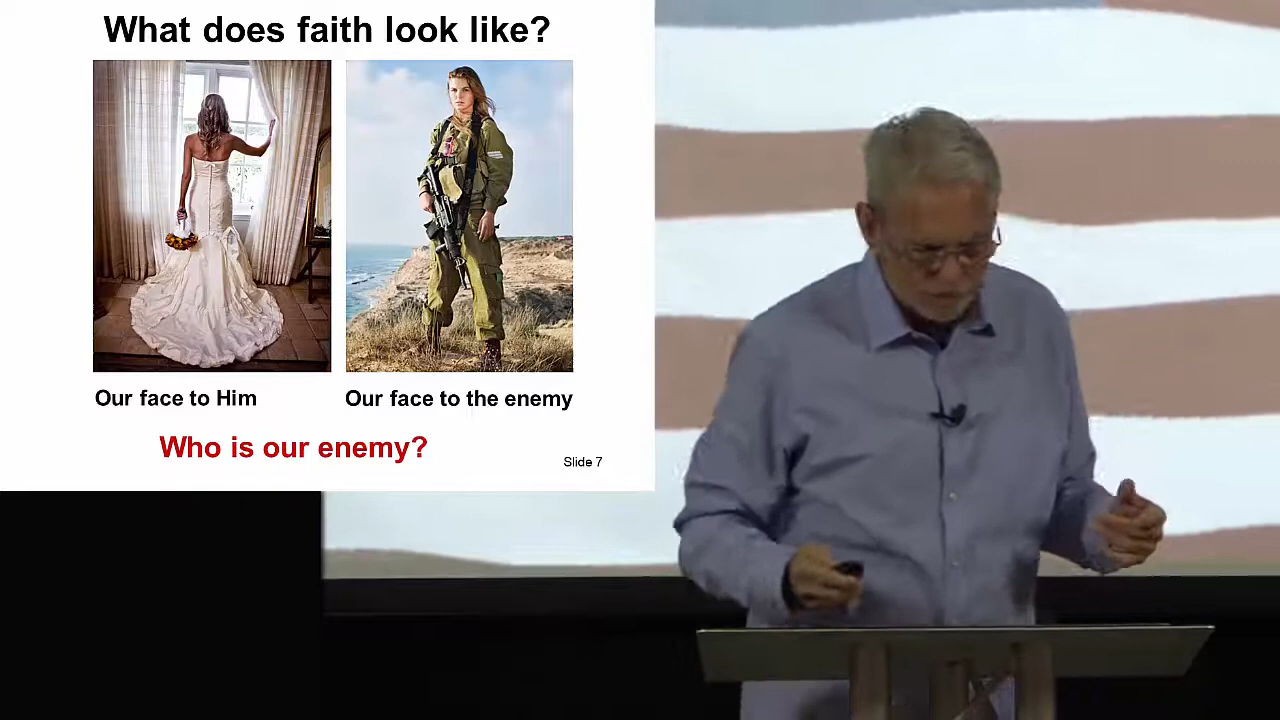 What does faith look like?
Our face to Him
Our face to the enemy
Who is our enemy?
Slide 7